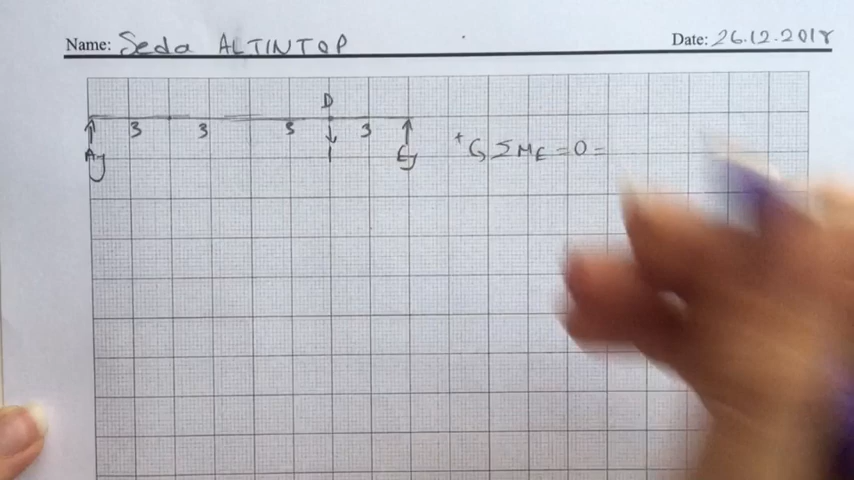 Name: Seda ALTINTOP
Date: 26.12.2018
D
3 3 3 3
Ay 1 Ey
+ ΣME = 0 =